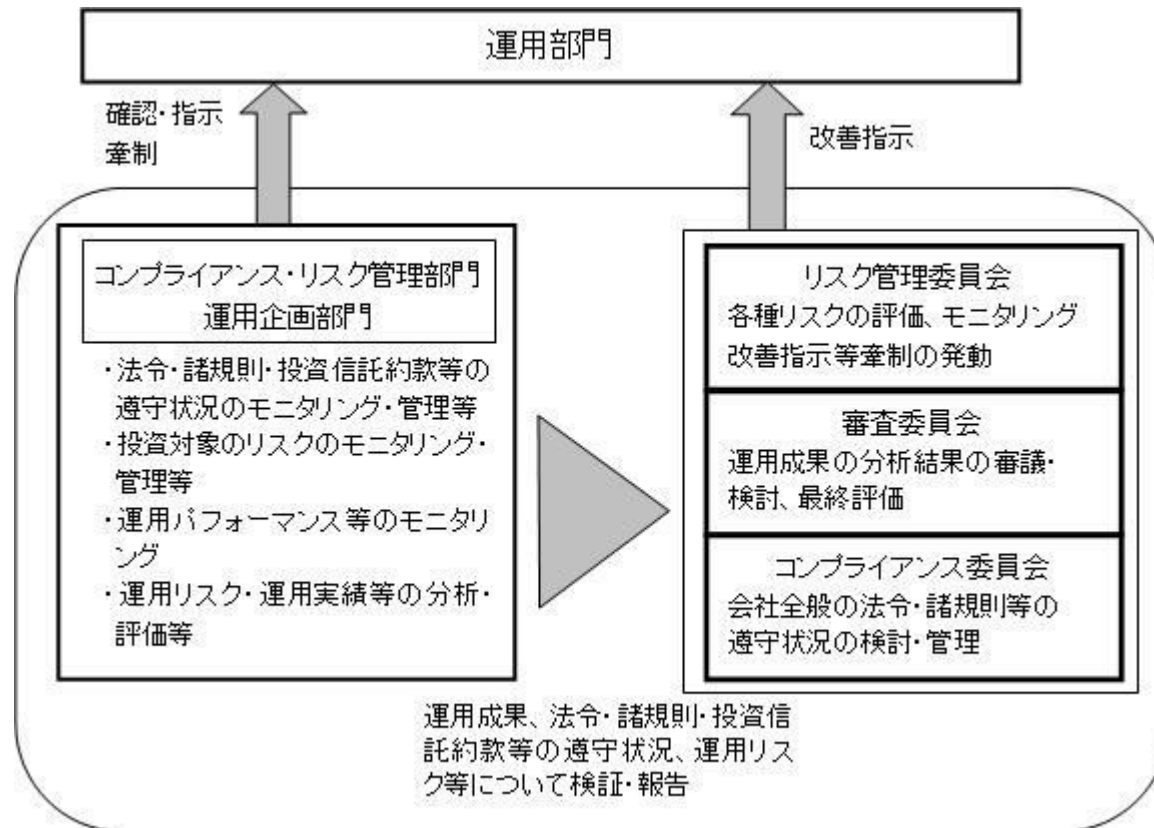 運用部門
確認・指示
牽制
改善指示
コンプライアンス・リスク管理部門
運用企画部門
・法令・諸規則・投資信託約款等の
遵守状況のモニタリング・管理等
・投資対象のリスクのモニタリング・
管理等
・運用パフォーマンス等のモニタリ
ング
・運用リスク・運用実績等の分析・
評価等
リスク管理委員会
各種リスクの評価、モニタリング
改善指示等牽制の発動
審査委員会
運用成果の分析結果の審議・
検討、最終評価
コンプライアンス委員会
会社全般の法令・諸規則等の
遵守状況の検討・管理
運用成果、法令・諸規則・投資信
託約款等の遵守状況、運用リス
ク等について検証・報告